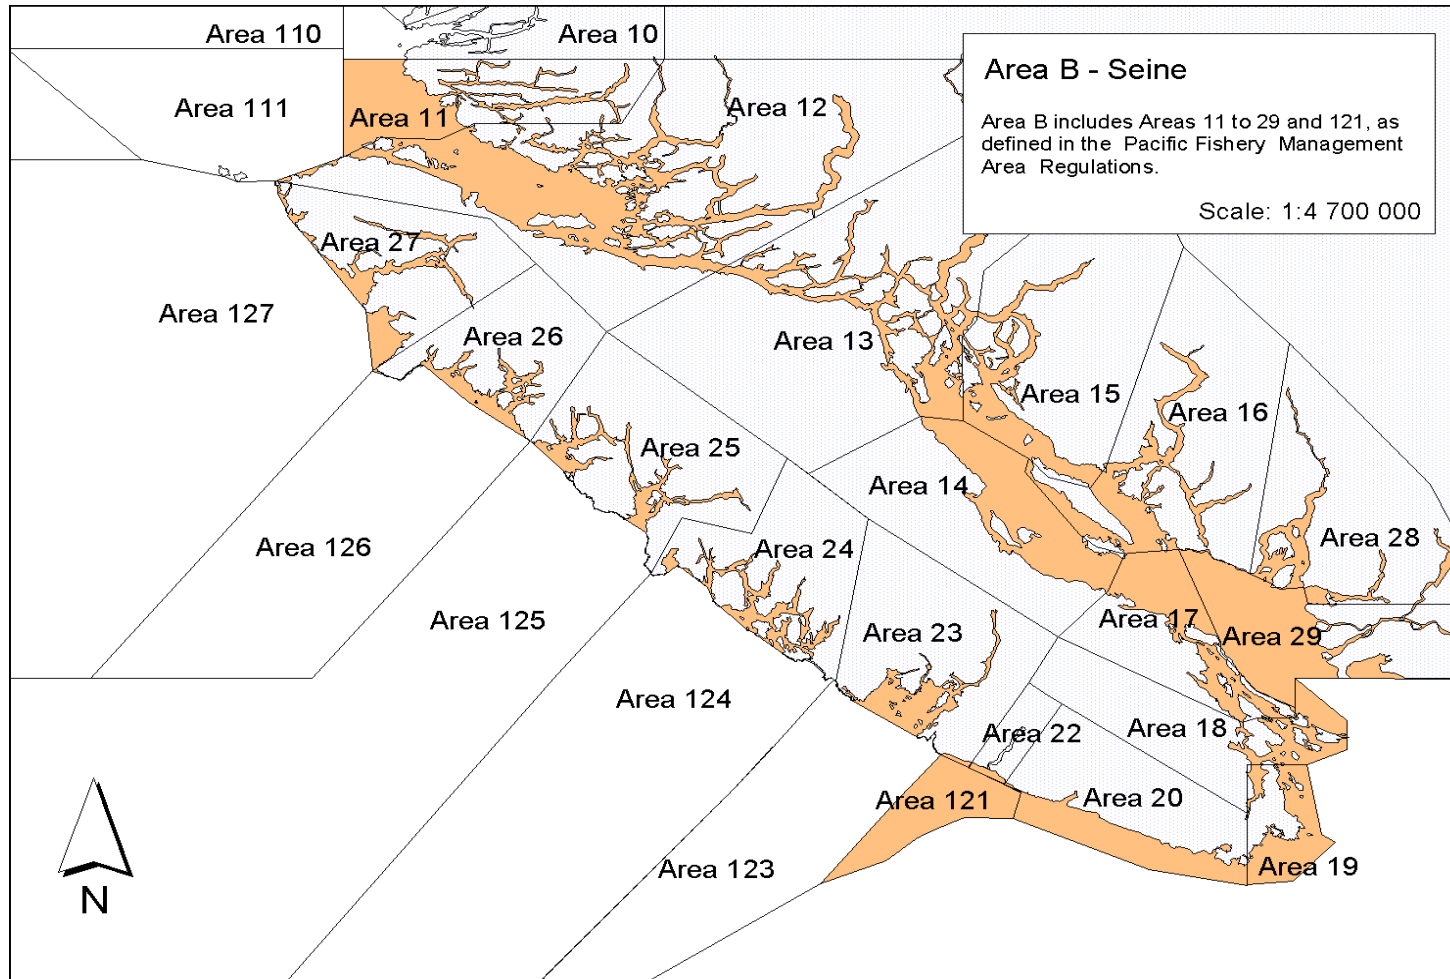 Area 110
Area 10
Area B - Seine
Area 111
Area 11
Area 12
Area B includes Areas 11 to 29 and 121, as
defined in the Pacific Fishery Management
Area Regulations.
Scale: 1:4 700 000
Area 27
Area 127
Area 26
Area 13
Area 15
Area 16
Area 25
Area 14
Area 126
Area 24
Area 28
Area 125
Area 23
Area 17
Area 29
Area 124
Area 22
Area 18
Area 121
Area 20
Area 123
Area 19
N